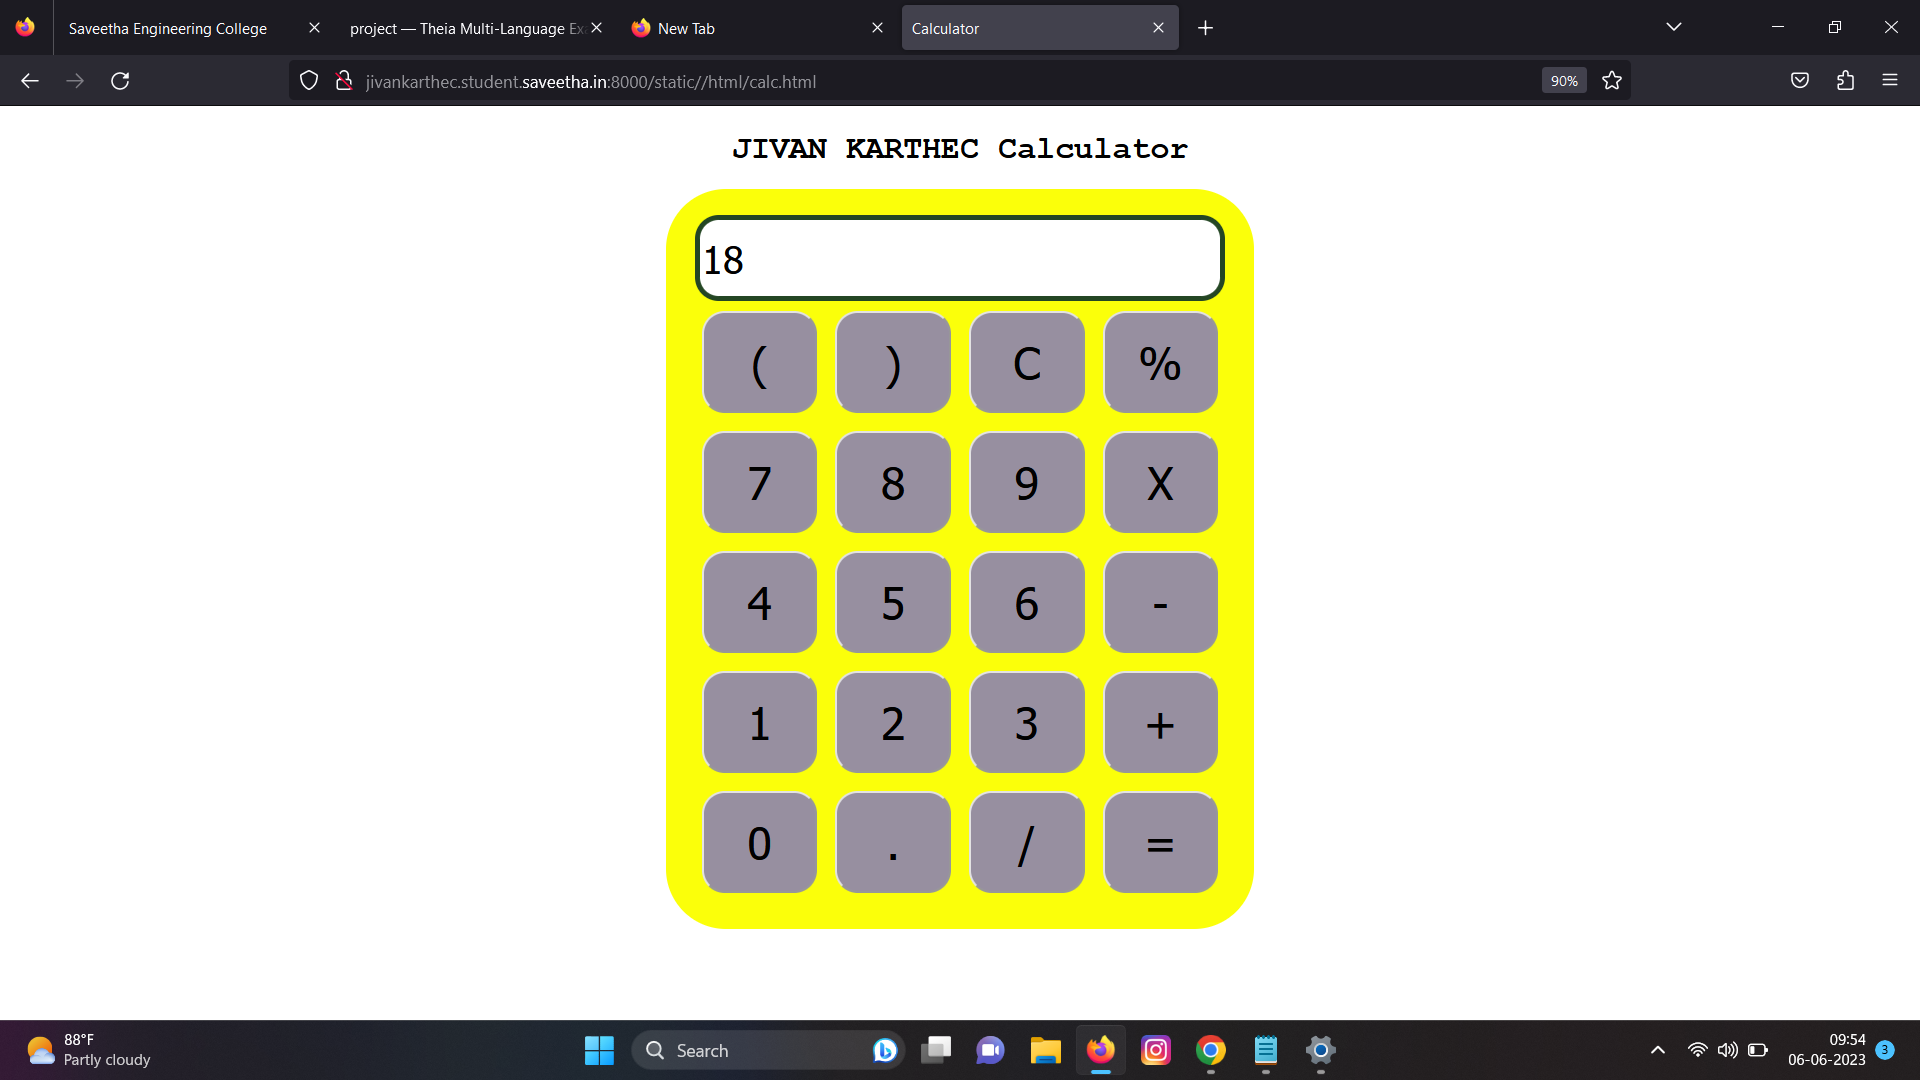 Saveetha Engineering College
project — Theia Multi-Language Ex
New Tab
Calculator
jivankarthec.student.saveetha.in:8000/static//html/calc.html
90%
JIVAN KARTHEC Calculator
18
( ) C %
7 8 9 X
4 5 6 -
1 2 3 +
0 . / =
88°F
Partly cloudy
Search
09:54
06-06-2023
3